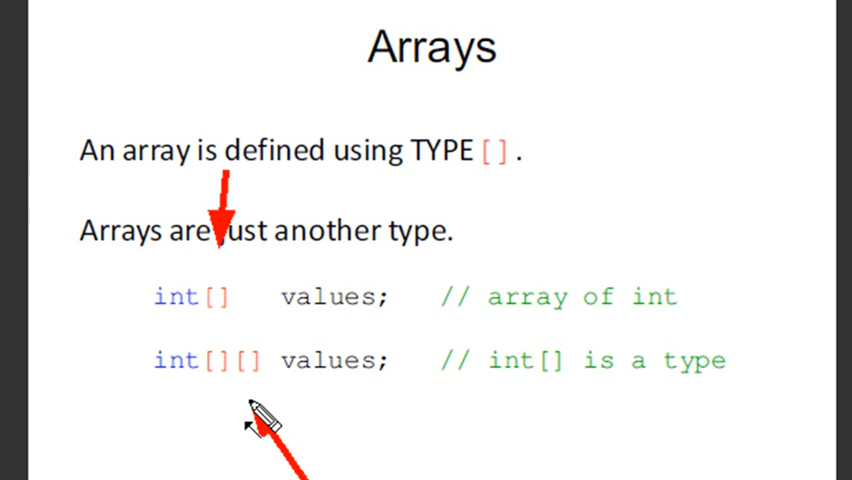 Arrays
An array is defined using TYPE[].
Arrays are just another type.
int[] values; // array of int
int[][] values; // int[] is a type